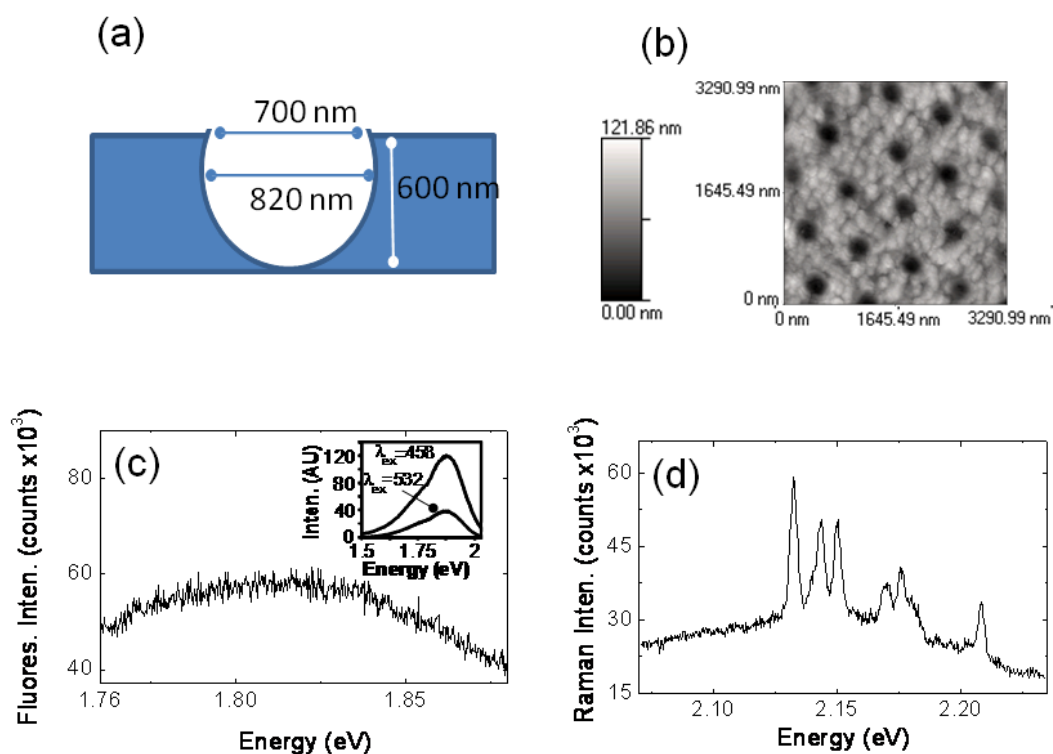 (a)
700 nm
820 nm
600 nm
(b)
121.86 nm
0.00 nm
3290.99 nm
1645.49 nm
0 nm
0 nm
1645.49 nm
3290.99 nm
(c)
Fluores. Inten. (counts x10³)
80
60
40
1.76
1.80
1.85
Energy (eV)
Inten. (AU)
120
80
40
0
λex=458
λex=532
1.5
1.75
2
Energy (eV)
(d)
Raman Inten. (counts x10³)
60
45
30
15
2.10
2.15
2.20
Energy (eV)